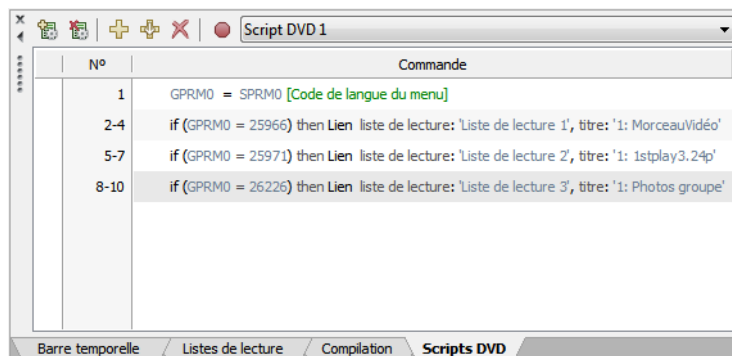 Script DVD 1
Nº Commande
1 GPRM0 = SPRM0 [Code de langue du menu]
2-4 if (GPRM0 = 25966) then Lien liste de lecture: 'Liste de lecture 1', titre: '1: MorceauVidéo'
5-7 if (GPRM0 = 25971) then Lien liste de lecture: 'Liste de lecture 2', titre: '1: 1stplay3.24p'
8-10 if (GPRM0 = 26226) then Lien liste de lecture: 'Liste de lecture 3', titre: '1: Photos groupe'
Barre temporelle Listes de lecture Compilation Scripts DVD